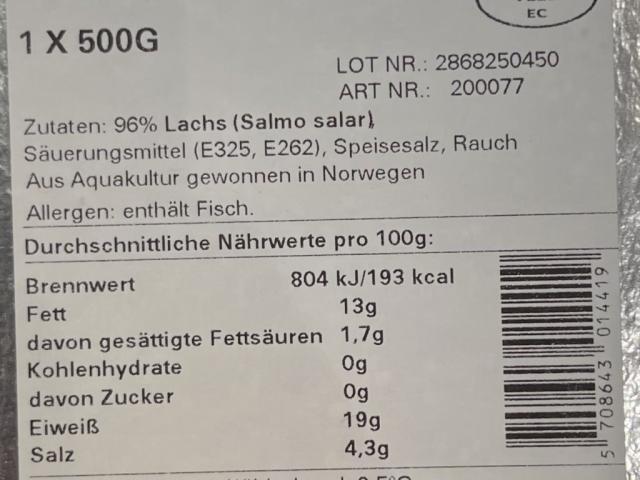 EC
1 X 500G
LOT NR.: 2868250450
ART NR.: 200077
Zutaten: 96% Lachs (Salmo salar),
Säuerungsmittel (E325, E262), Speisesalz, Rauch
Aus Aquakultur gewonnen in Norwegen
Allergen: enthält Fisch.
Durchschnittliche Nährwerte pro 100g:
Brennwert 804 kJ/193 kcal
Fett 13g
davon gesättigte Fettsäuren 1,7g
Kohlenhydrate 0g
davon Zucker 0g
Eiweiß 19g
Salz 4,3g
5 708643 014419